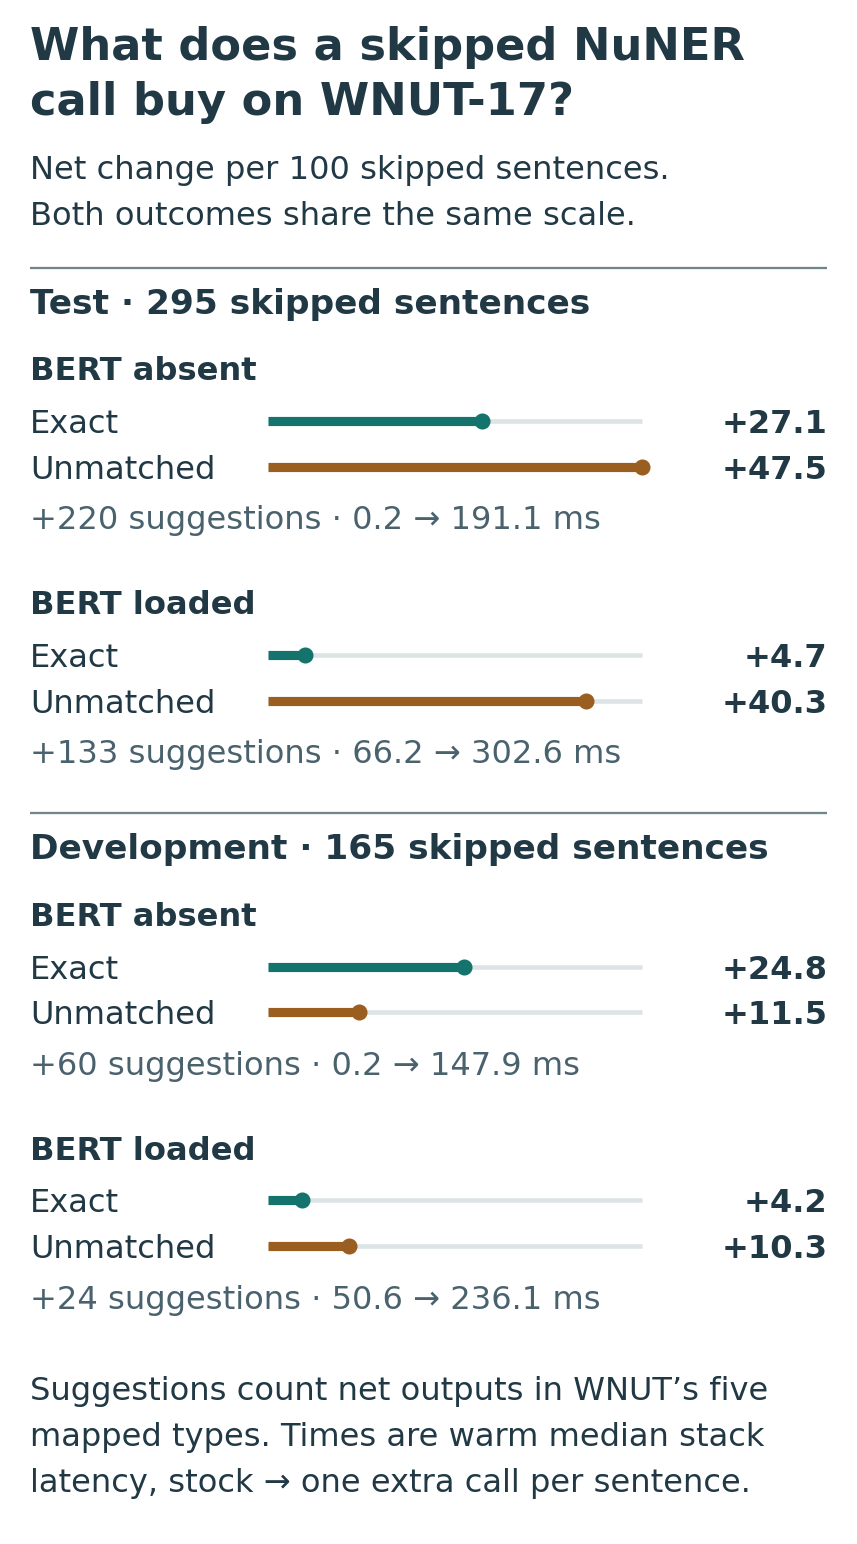 What does a skipped NuNER
call buy on WNUT-17?
Net change per 100 skipped sentences.
Both outcomes share the same scale.
Test · 295 skipped sentences
BERT absent
Exact +27.1
Unmatched +47.5
+220 suggestions · 0.2 → 191.1 ms
BERT loaded
Exact +4.7
Unmatched +40.3
+133 suggestions · 66.2 → 302.6 ms
Development · 165 skipped sentences
BERT absent
Exact +24.8
Unmatched +11.5
+60 suggestions · 0.2 → 147.9 ms
BERT loaded
Exact +4.2
Unmatched +10.3
+24 suggestions · 50.6 → 236.1 ms
Suggestions count net outputs in WNUT’s five
mapped types. Times are warm median stack
latency, stock → one extra call per sentence.